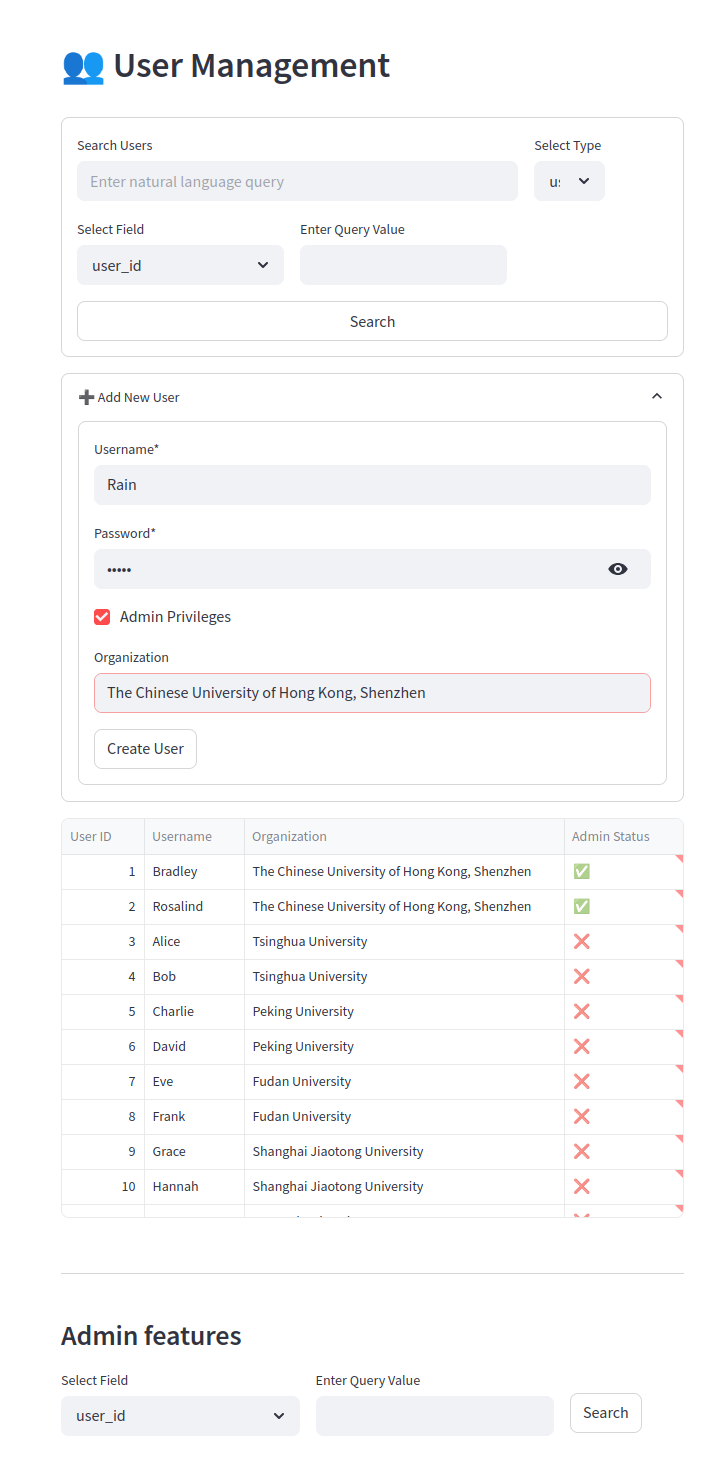 User Management
Search Users
Select Type
Enter natural language query
Select Field
Enter Query Value
user_id
Search
Add New User
Username*
Rain
Password*
•••••
Admin Privileges
Organization
The Chinese University of Hong Kong, Shenzhen
Create User
User ID Username Organization Admin Status
1 Bradley The Chinese University of Hong Kong, Shenzhen ✅
2 Rosalind The Chinese University of Hong Kong, Shenzhen ✅
3 Alice Tsinghua University ❌
4 Bob Tsinghua University ❌
5 Charlie Peking University ❌
6 David Peking University ❌
7 Eve Fudan University ❌
8 Frank Fudan University ❌
9 Grace Shanghai Jiaotong University ❌
10 Hannah Shanghai Jiaotong University ❌
Admin features
Select Field
Enter Query Value
user_id
Search